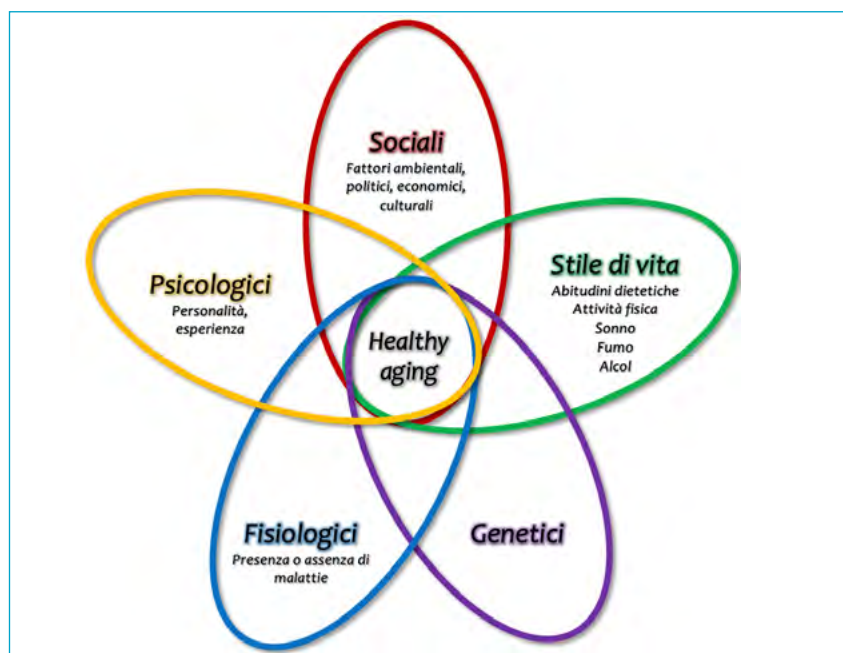 Sociali
Fattori ambientali,
politici, economici,
culturali
Psicologici
Personalità,
esperienza
Stile di vita
Abitudini dietetiche
Attività fisica
Sonno
Fumo
Alcol
Healthy
aging
Fisiologici
Presenza o assenza di
malattie
Genetici